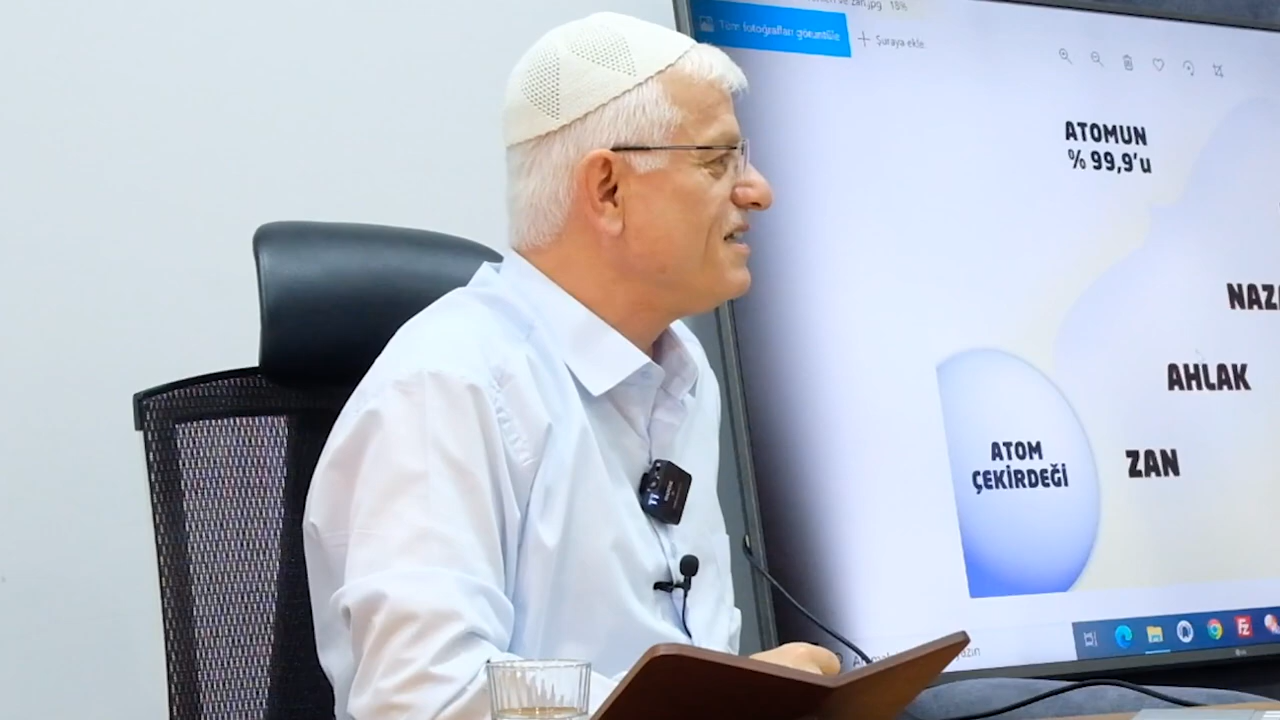 Tüm fotoğrafları görüntüle
Şuraya ekle
ATOMUN
% 99,9'u
NAZ
AHLAK
ATOM
ÇEKİRDEĞİ
ZAN